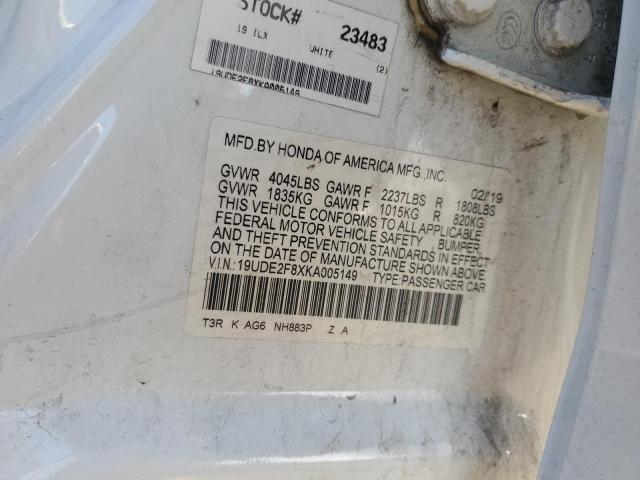 STOCK# 23483
19 ILX WHITE (2)
19UDE2F8XKA005149
MFD.BY HONDA OF AMERICA MFG.,INC. 02/19
GVWR 4045LBS GAWR F 2237LBS R 1808LBS
GVWR 1835KG GAWR F 1015KG R 820KG
THIS VEHICLE CONFORMS TO ALL APPLICABLE
FEDERAL MOTOR VEHICLE SAFETY BUMPER
AND THEFT PREVENTION STANDARDS IN EFFECT
ON THE DATE OF MANUFACTURE SHOWN ABOVE
V.I.N.: 19UDE2F8XKA005149 TYPE:PASSENGER CAR
T3R K AG6 NH883P Z A